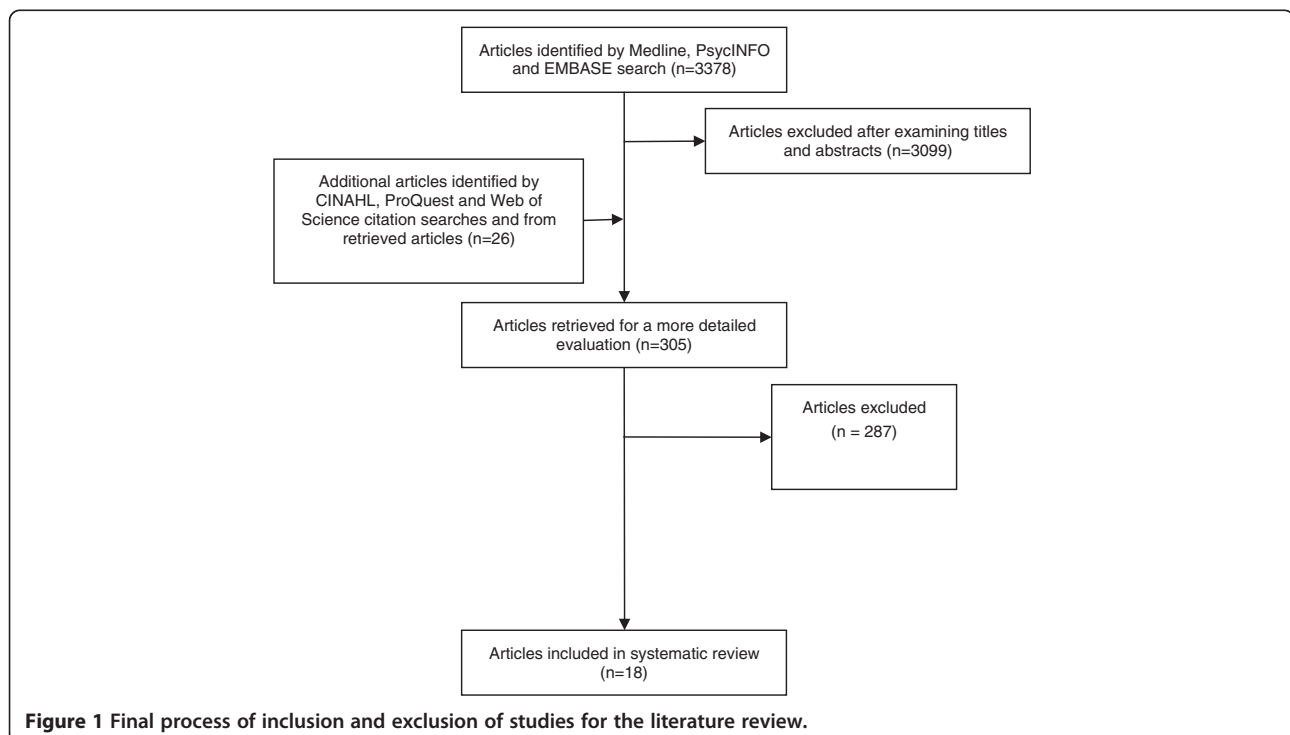 Articles identified by Medline, PsycINFO
and EMBASE search (n=3378)
Articles excluded after examining titles
and abstracts (n=3099)
Additional articles identified by
CINAHL, ProQuest and Web of
Science citation searches and from
retrieved articles (n=26)
Articles retrieved for a more detailed
evaluation (n=305)
Articles excluded
(n = 287)
Articles included in systematic review
(n=18)
Figure 1 Final process of inclusion and exclusion of studies for the literature review.